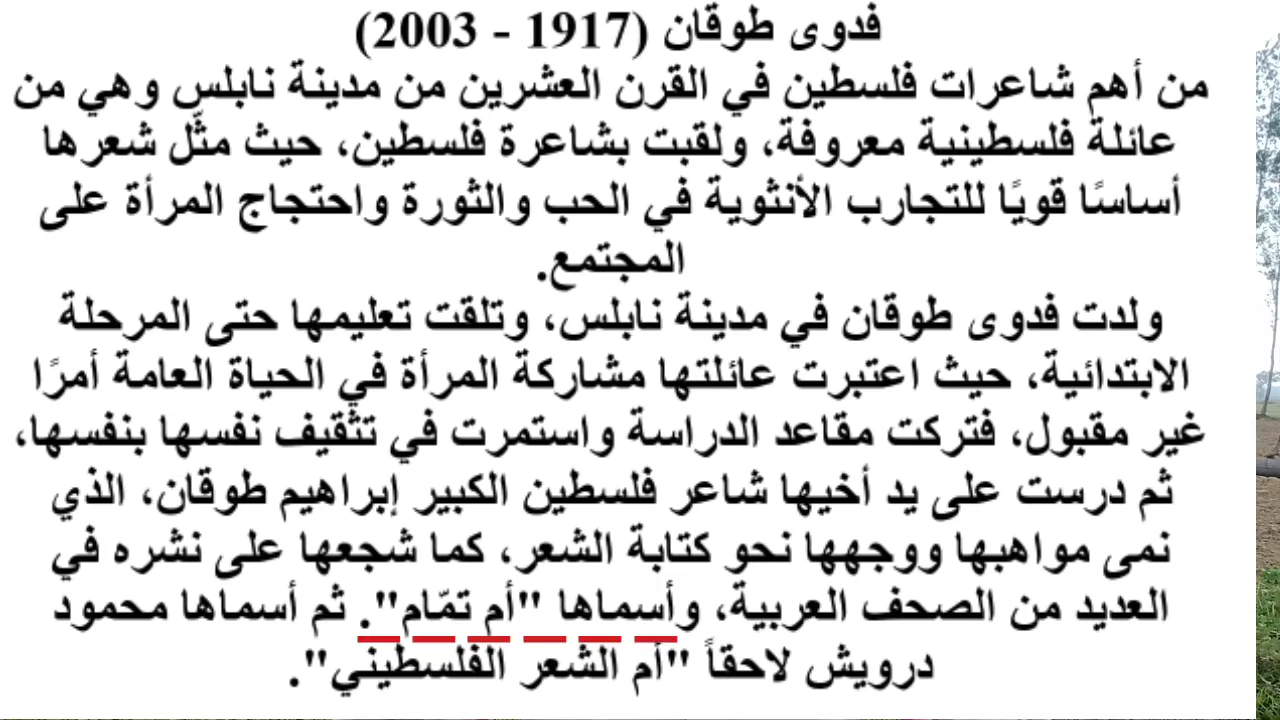 فدوى طوقان (1917 - 2003)
من أهم شاعرات فلسطين في القرن العشرين من مدينة نابلس وهي من
عائلة فلسطينية معروفة، ولقبت بشاعرة فلسطين، حيث مثّل شعرها
أساسًا قويًا للتجارب الأنثوية في الحب والثورة واحتجاج المرأة على
المجتمع.
ولدت فدوى طوقان في مدينة نابلس، وتلقت تعليمها حتى المرحلة
الابتدائية، حيث اعتبرت عائلتها مشاركة المرأة في الحياة العامة أمرًا
غير مقبول، فتركت مقاعد الدراسة واستمرت في تثقيف نفسها بنفسها،
ثم درست على يد أخيها شاعر فلسطين الكبير إبراهيم طوقان، الذي
نمى مواهبها ووجهها نحو كتابة الشعر، كما شجعها على نشره في
العديد من الصحف العربية، وأسماها "أم تمّام". ثم أسماها محمود
درويش لاحقاً "أم الشعر الفلسطيني".